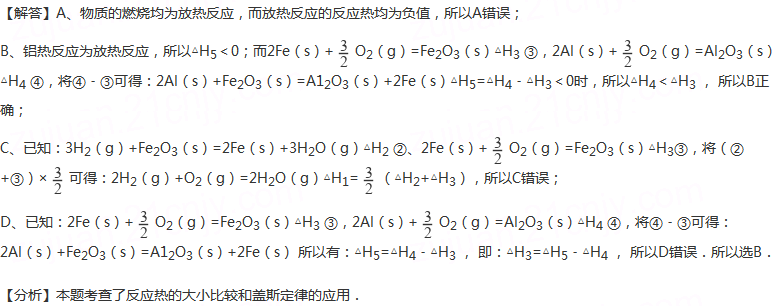 【解答】A、物质的燃烧均为放热反应，而放热反应的反应热均为负值，所以A错误；
B、铝热反应为放热反应，所以△H₅＜0；而2Fe（s）+ 3/2 O₂（g）=Fe₂O₃（s）△H₃ ③，2Al（s）+ 3/2 O₂（g）=Al₂O₃（s）
△H₄ ④，将④﹣③可得：2Al（s）+Fe₂O₃（s）=A1₂O₃（s）+2Fe（s）△H₅=△H₄﹣△H₃＜0时，所以△H₄＜△H₃ ，所以B正
确；
C、已知：3H₂（g）+Fe₂O₃（s）=2Fe（s）+3H₂O（g）△H₂ ②、2Fe（s）+ 3/2 O₂（g）=Fe₂O₃（s）△H₃③，将（②
+③）× 3/2 可得：2H₂（g）+O₂（g）=2H₂O（g）△H₁= 3/2 （△H₂+△H₃），所以C错误；
D、已知：2Fe（s）+ 3/2 O₂（g）=Fe₂O₃（s）△H₃ ③，2Al（s）+ 3/2 O₂（g）=Al₂O₃（s）△H₄ ④，将④﹣③可得：
2Al（s）+Fe₂O₃（s）=A1₂O₃（s）+2Fe（s） 所以有：△H₅=△H₄﹣△H₃ ， 即：△H₃=△H₅﹣△H₄ ， 所以D错误．所以选B．
【分析】本题考查了反应热的大小比较和盖斯定律的应用．